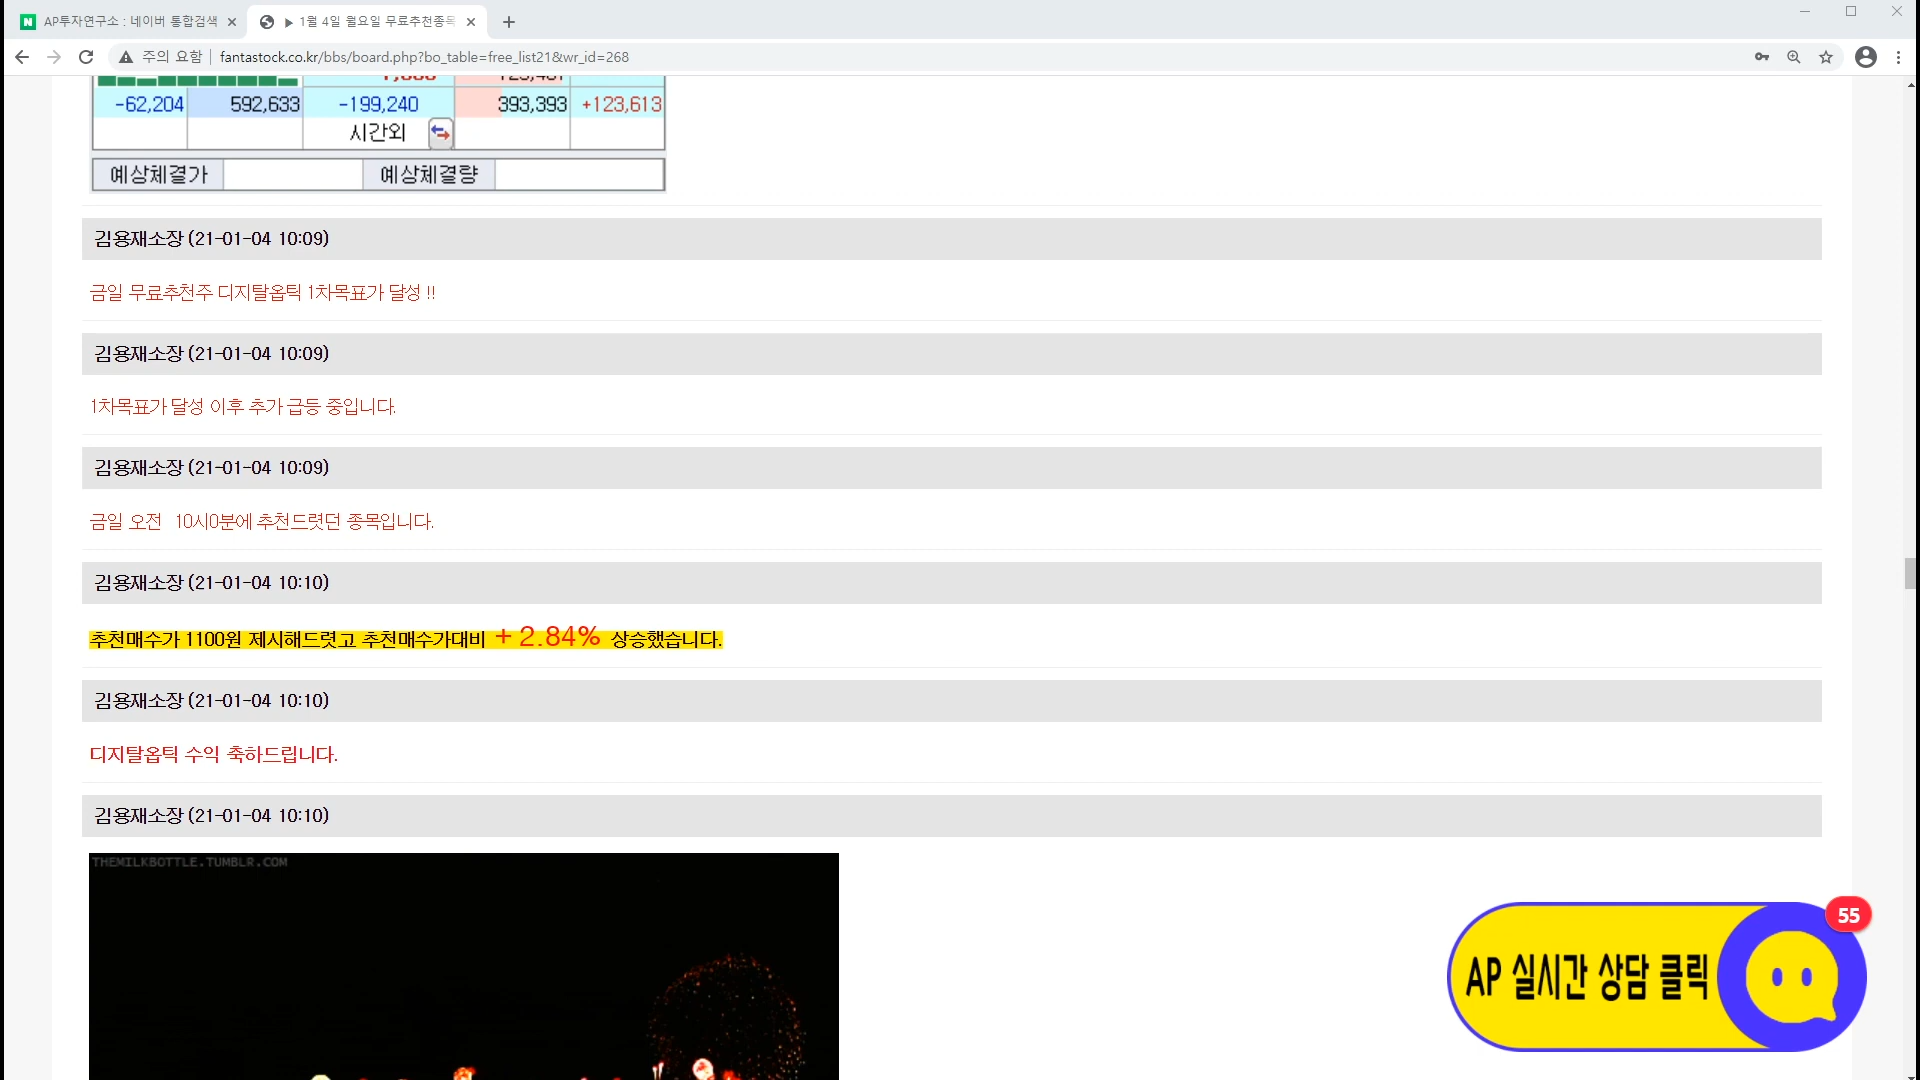 AP투자연구소 : 네이버 통합검색
▶ 1월 4일 월요일 무료추천종목
주의 요함 | fantastock.co.kr/bbs/board.php?bo_table=free_list21&wr_id=268
-62,204 592,633 -199,240 393,393 +123,613
시간외
예상체결가 예상체결량
김용재소장 (21-01-04 10:09)
금일 무료추천주 디지탈옵틱 1차목표가 달성 !!
김용재소장 (21-01-04 10:09)
1차목표가 달성 이후 추가 급등 중입니다.
김용재소장 (21-01-04 10:09)
금일 오전 10시0분에 추천드렷던 종목입니다.
김용재소장 (21-01-04 10:10)
추천매수가 1100원 제시해드렷고 추천매수가대비 + 2.84% 상승했습니다.
김용재소장 (21-01-04 10:10)
디지탈옵틱 수익 축하드립니다.
김용재소장 (21-01-04 10:10)
THEMILKBOTTLE.TUMBLR.COM
55
AP 실시간 상담 클릭